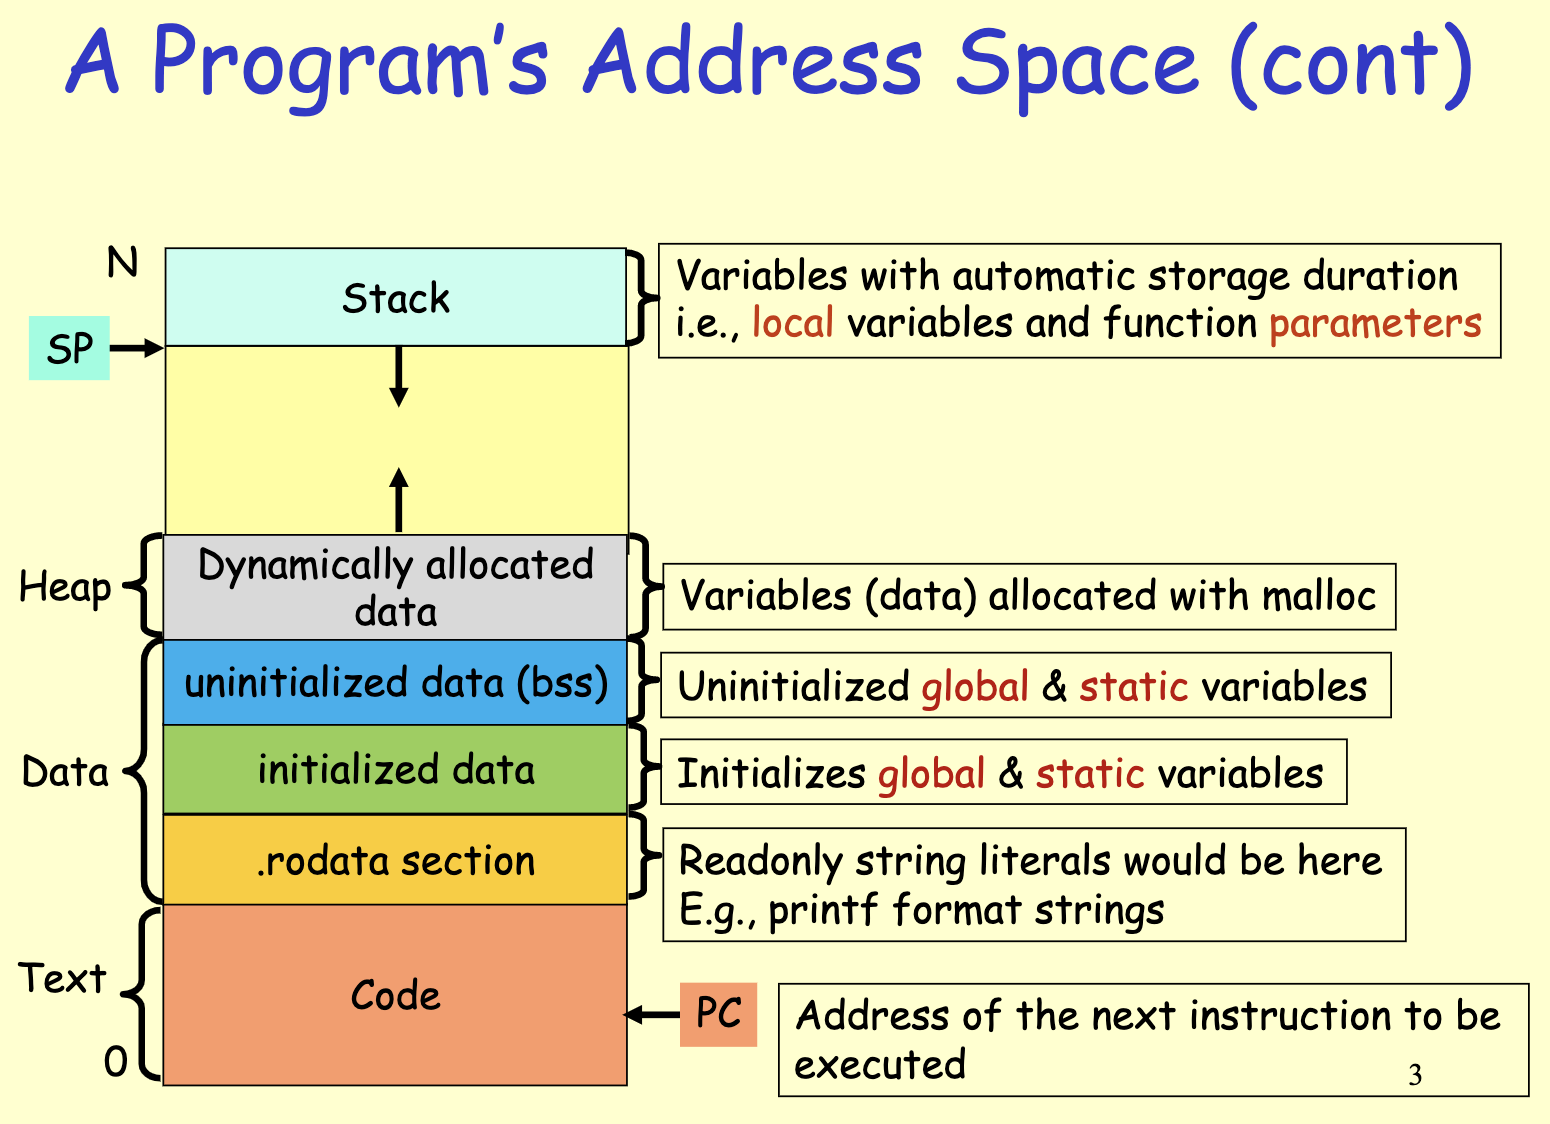 A Program's Address Space (cont)
N
Stack
Variables with automatic storage duration
i.e., local variables and function parameters
SP
Heap
Dynamically allocated
data
Variables (data) allocated with malloc
uninitialized data (bss)
Uninitialized global & static variables
Data
initialized data
Initializes global & static variables
.rodata section
Readonly string literals would be here
E.g., printf format strings
Text
Code
PC
Address of the next instruction to be
executed
0
3